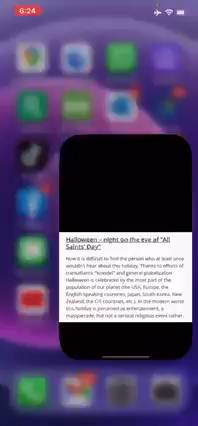 6:24
Halloween – night on the eve af "All
Saints' Day"
Now it is difficult to find the person who at least once
wouldn't hear about this holiday. Thanks to efforts of
transatlantic "kinodel" and general globalization
Halloween is celebrated by the most part of the
population of our planet (the USA, Europe, the
English-speaking countries, Japan, South Korea, New
Zealand, the CIS countries, etc.). In the modern world
this holiday is perceived as entertainment, a
masquerade, but not a serious religious event rather.